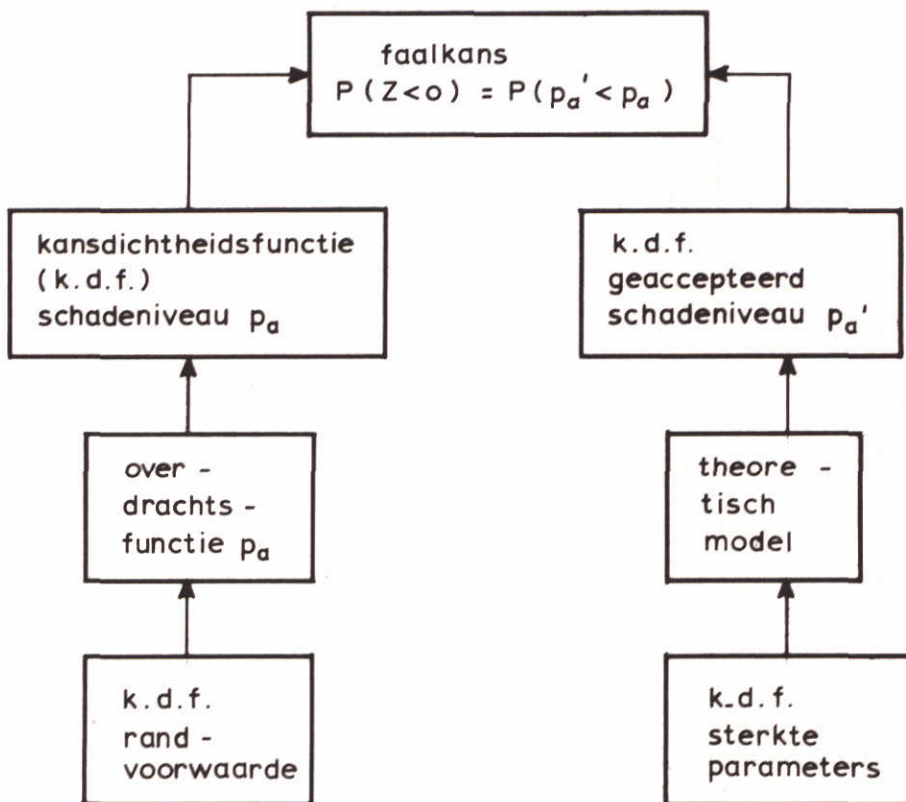 faalkans
P ( Z < o ) = P ( pₐ' < pₐ )
kansdichtheidsfunctie
( k. d. f. )
schadeniveau pₐ
k. d. f.
geaccepteerd
schadeniveau pₐ'
over -
drachts -
functie pₐ
theore -
tisch
model
k. d. f.
rand -
voorwaarde
k. d. f.
sterkte
parameters